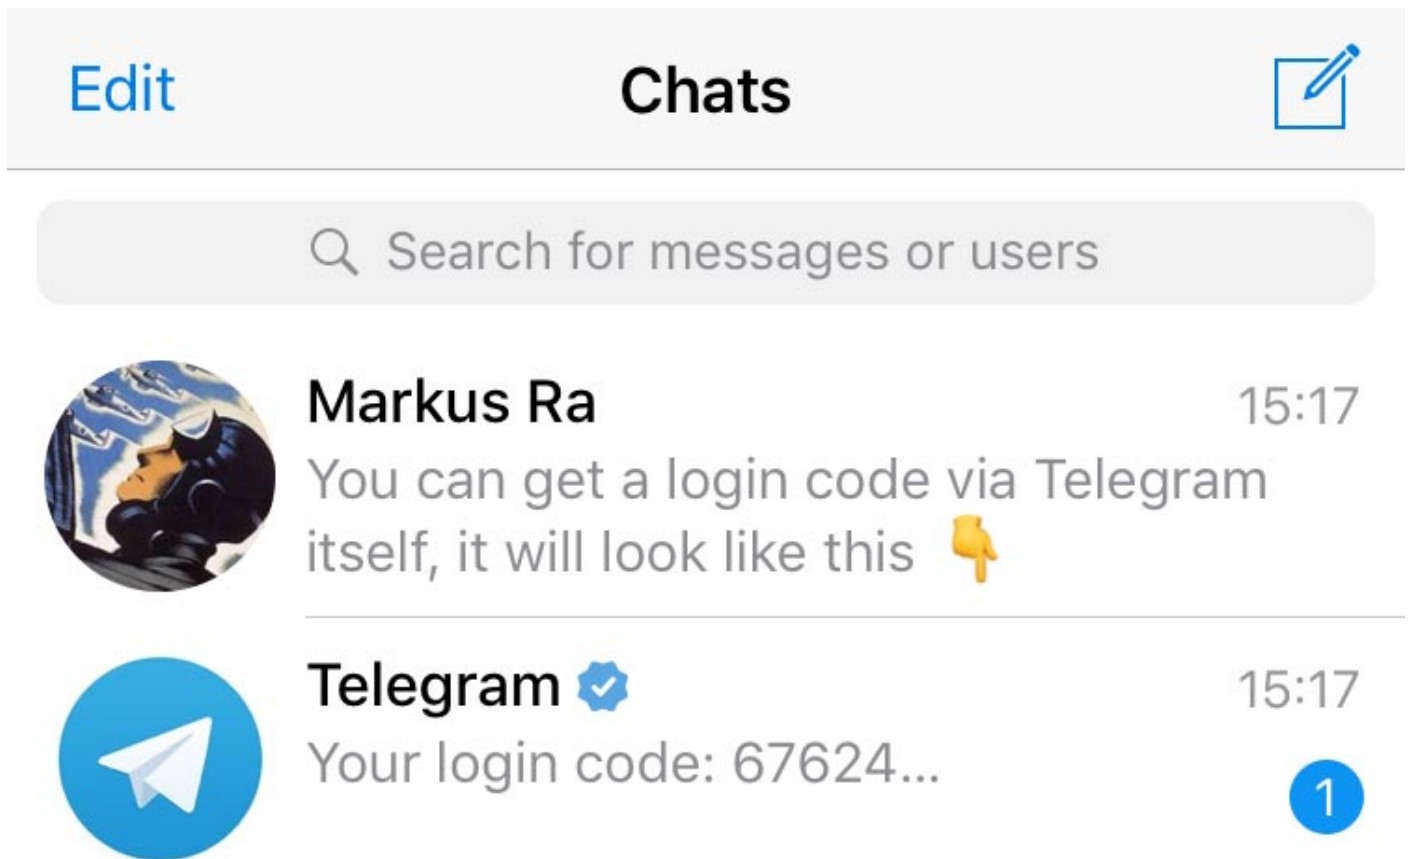 Edit
Chats
Search for messages or users
Markus Ra
15:17
You can get a login code via Telegram
itself, it will look like this 👇
Telegram
15:17
Your login code: 67624...
1